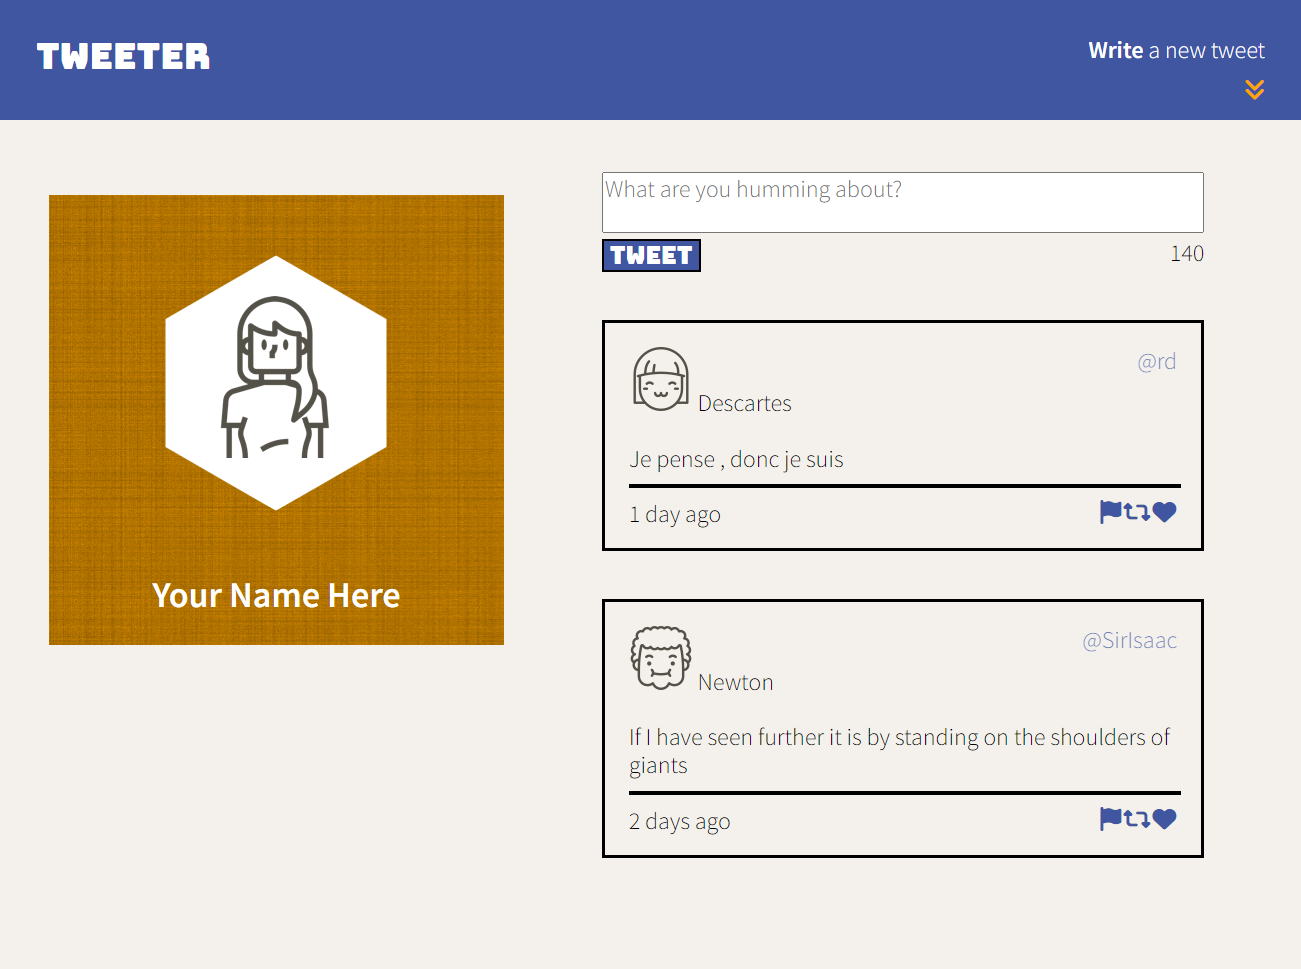 TWEETER
Write a new tweet
What are you humming about?
TWEET
140
@rd
Descartes
Je pense , donc je suis
1 day ago
Your Name Here
@SirIsaac
Newton
If I have seen further it is by standing on the shoulders of
giants
2 days ago